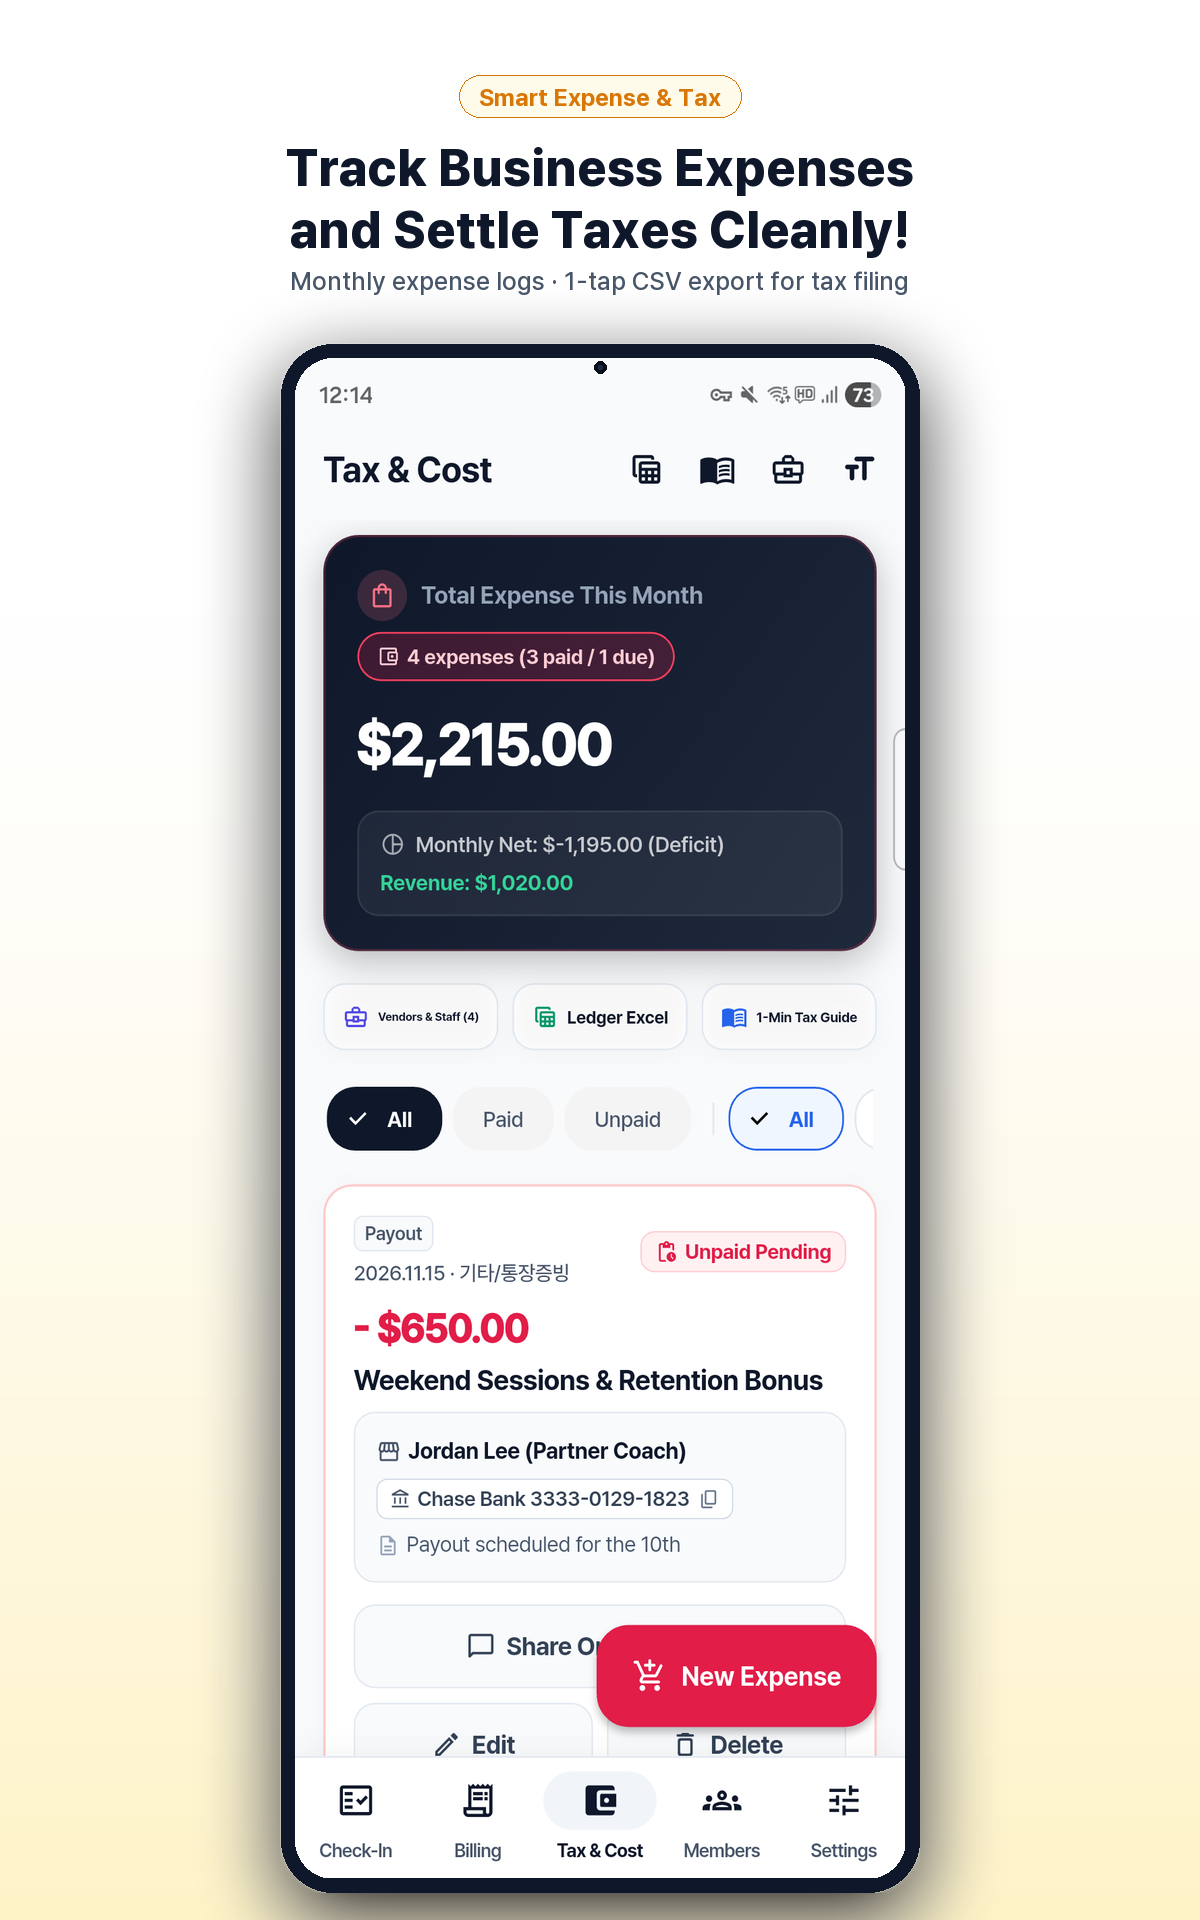 Smart Expense & Tax
Track Business Expenses
and Settle Taxes Cleanly!
Monthly expense logs · 1-tap CSV export for tax filing
12:14
5
HD
73
Tax & Cost
Total Expense This Month
4 expenses (3 paid / 1 due)
$2,215.00
Monthly Net: $-1,195.00 (Deficit)
Revenue: $1,020.00
Vendors & Staff (4)
Ledger Excel
1-Min Tax Guide
All
Paid
Unpaid
All
Payout
Unpaid Pending
2026.11.15 · 기타/통장증빙
- $650.00
Weekend Sessions & Retention Bonus
Jordan Lee (Partner Coach)
Chase Bank 3333-0129-1823
Payout scheduled for the 10th
Share
New Expense
Edit
Delete
Check-In
Billing
Tax & Cost
Members
Settings